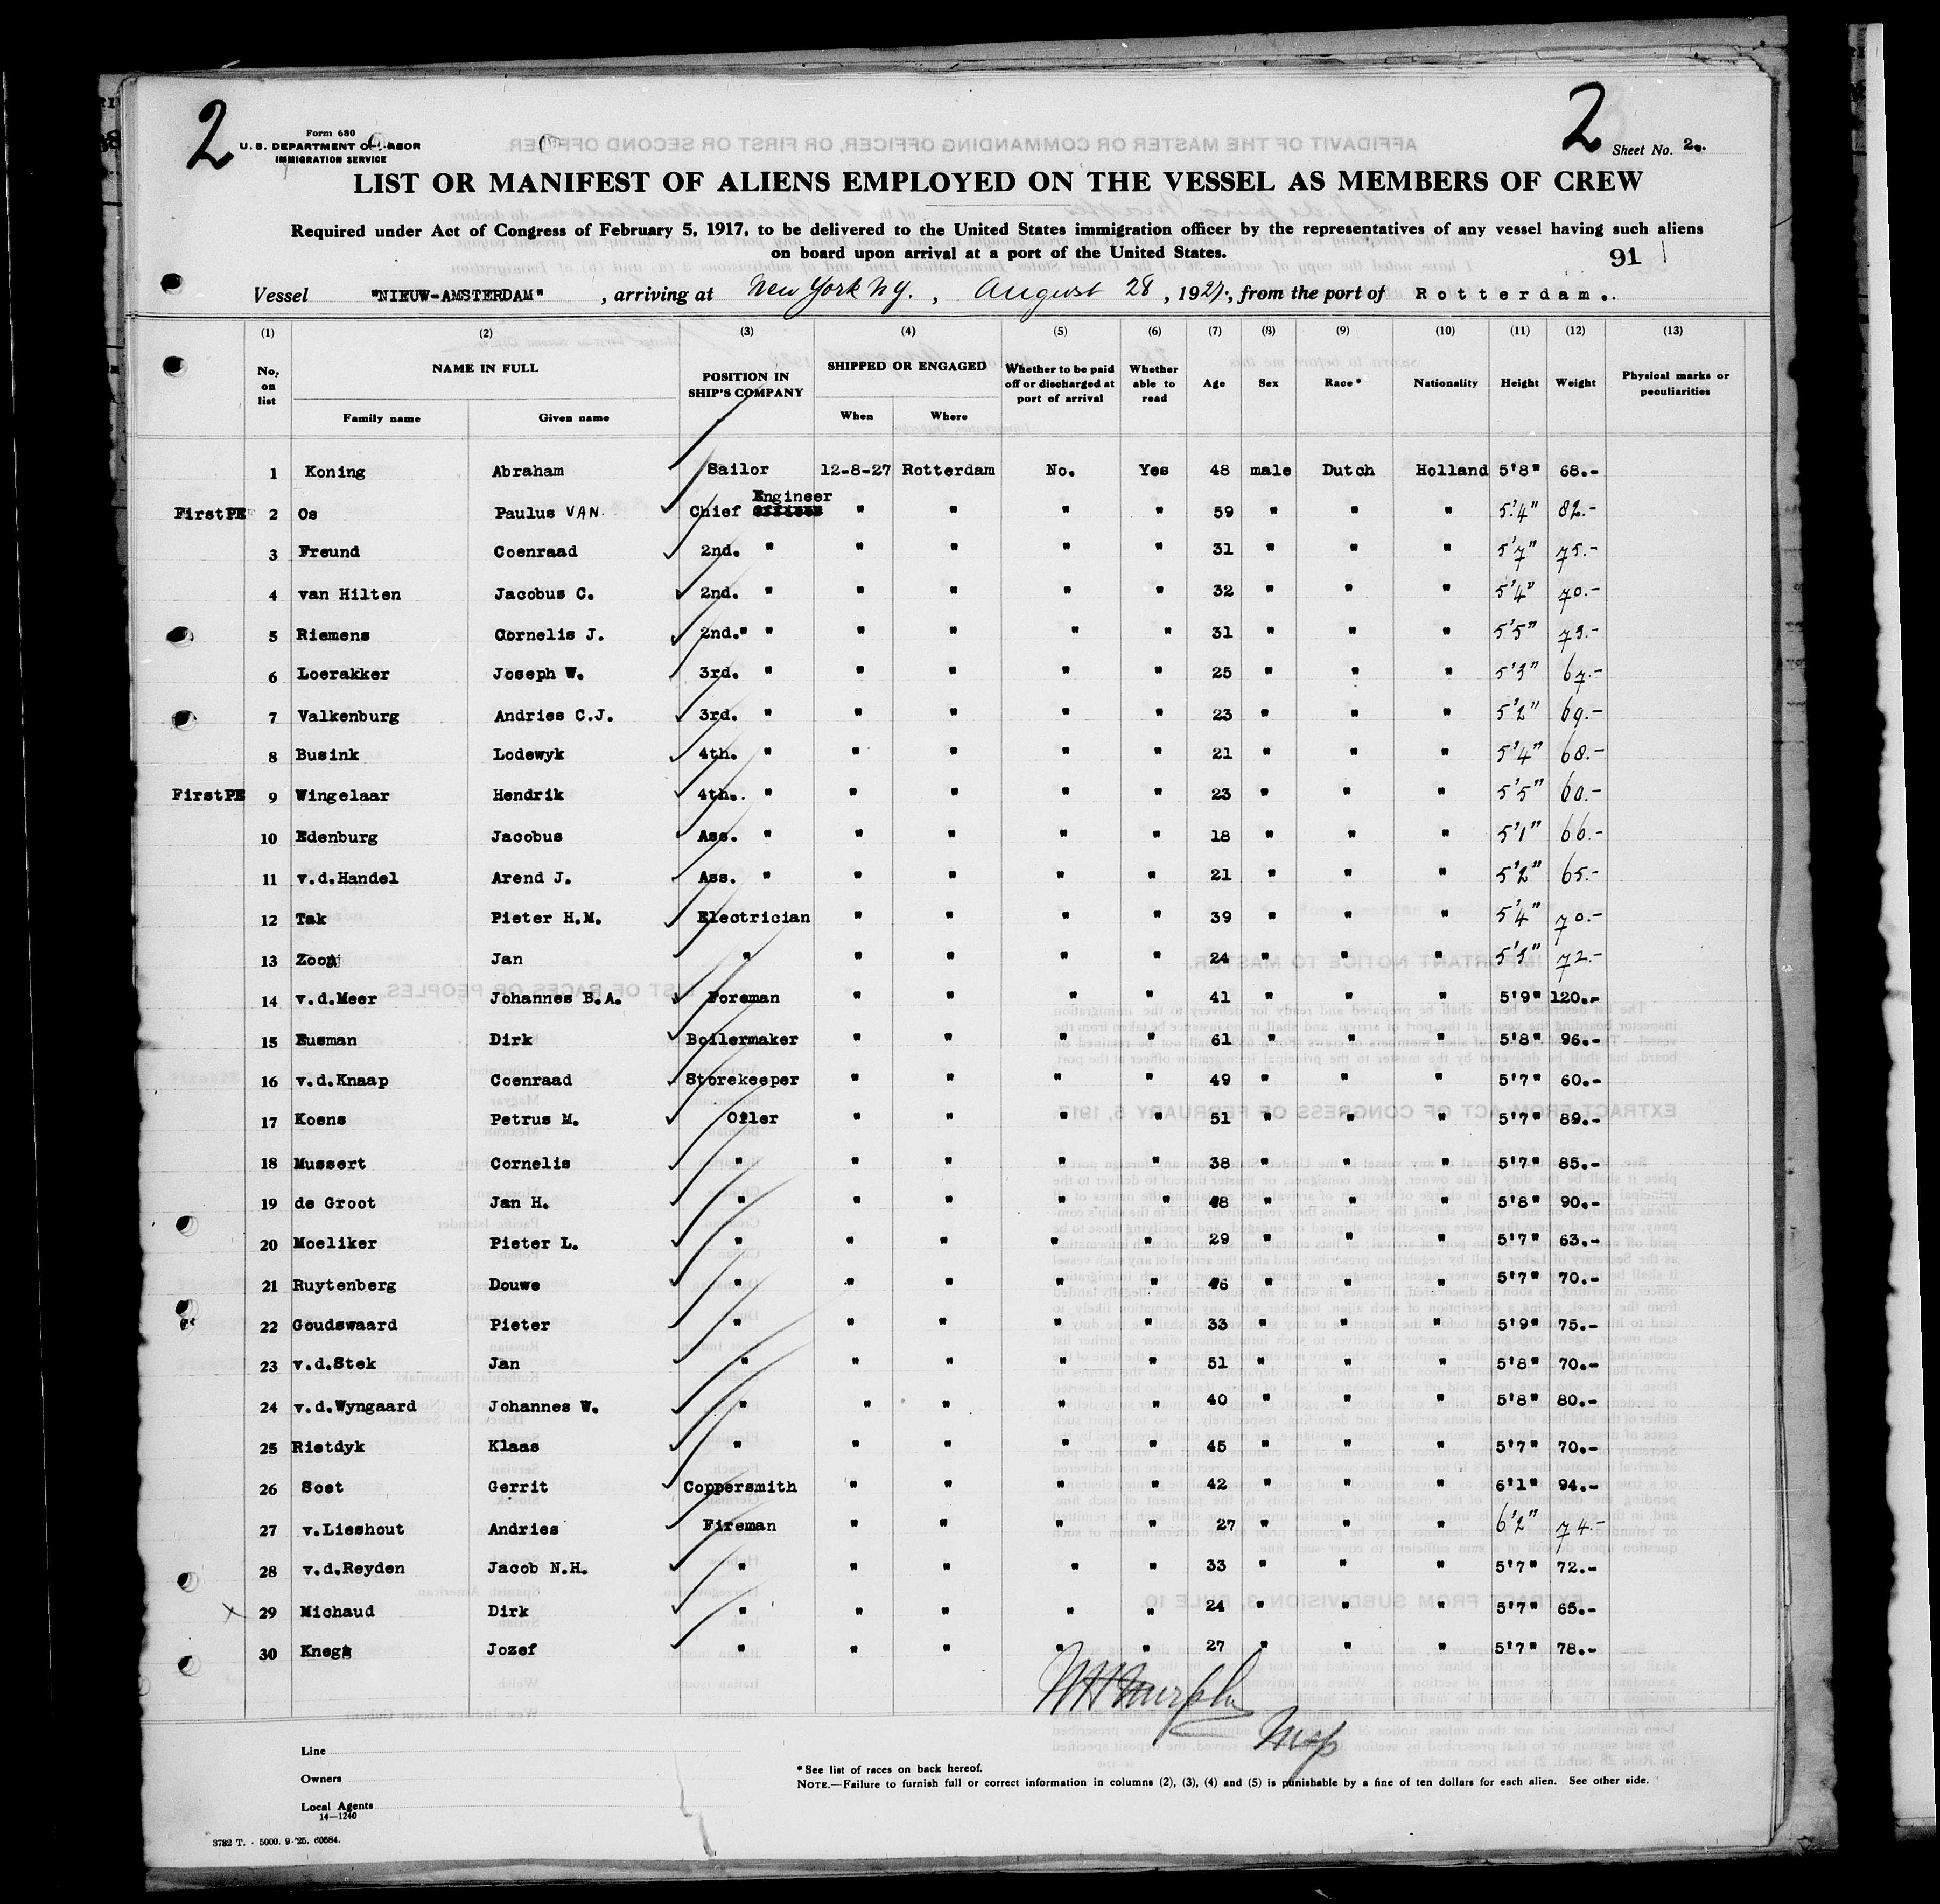 2
2
Form 680
U. S. DEPARTMENT OF LABOR
IMMIGRATION SERVICE
Sheet No. 2.
LIST OR MANIFEST OF ALIENS EMPLOYED ON THE VESSEL AS MEMBERS OF CREW
Required under Act of Congress of February 5, 1917, to be delivered to the United States immigration officer by the representatives of any vessel having such aliens
on board upon arrival at a port of the United States.
91
Vessel "NIEUW-AMSTERDAM" , arriving at New York NY. , August 28 , 1927, from the port of Rotterdam.
(1) (2) (3) (4) (5) (6) (7) (8) (9) (10) (11) (12) (13)
No. on list NAME IN FULL Family name Given name POSITION IN SHIP'S COMPANY SHIPPED OR ENGAGED When Where Whether to be paid off or discharged at port of arrival Whether able to read Age Sex Race* Nationality Height Weight Physical marks or peculiarities
1 Koning Abraham Sailor 12-8-27 Rotterdam No. Yes 48 male Dutch Holland 5'8" 68.-
FirstPE 2 Os Paulus VAN. Chief Engineer " " " " 59 " " " 5'4" 82.-
3 Freund Coenraad 2nd. " " " " " 31 " " " 5'7" 75.-
4 van Hilten Jacobus C. 2nd. " " " " " 32 " " " 5'4" 70.-
5 Riemens Cornelis J. 2nd." " " " " " 31 " " " 5'5" 73.-
6 Loerakker Joseph W. 3rd. " " " " " 25 " " " 5'3" 67.-
7 Valkenburg Andries C.J. 3rd. " " " " " 23 " " " 5'2" 69.-
8 Busink Lodewyk 4th. " " " " " 21 " " " 5'4" 68.-
FirstPE 9 Wingelaar Hendrik 4th. " " " " " 23 " " " 5'5" 60.-
10 Edenburg Jacobus Ass. " " " " " 18 " " " 5'1" 66.-
11 v.d.Handel Arend J. Ass. " " " " " 21 " " " 5'2" 65.-
12 Tak Pieter H.M. Electrician " " " " 39 " " " 5'4" 70.-
13 Zoon Jan " " " " " 24 " " " 5'3" 72.-
14 v.d.Meer Johannes B.A. Foreman " " " " 41 " " " 5'9" 120.-
15 Eusman Dirk Boilermaker " " " " 61 " " " 5'8" 96.-
16 v.d.Knaap Coenraad Storekeeper " " " " 49 " " " 5'7" 60.-
17 Koens Petrus M. Oiler " " " " 51 " " " 5'7" 89.-
18 Mussert Cornelis " " " " " 38 " " " 5'7" 85.-
19 de Groot Jan H. " " " " " 48 " " " 5'8" 90.-
20 Moeliker Pieter L. " " " " " 29 " " " 5'7" 63.-
21 Ruytenberg Douwe " " " " " 46 " " " 5'7" 70.-
22 Goudswaard Pieter " " " " " 33 " " " 5'9" 75.-
23 v.d.Stek Jan " " " " " 51 " " " 5'8" 70.-
24 v.d.Wyngaard Johannes W. " " " " " 40 " " " 5'8" 80.-
25 Rietdyk Klaas " " " " " 45 " " " 5'7" 70.-
26 Soet Gerrit Coppersmith " " " " 42 " " " 6'1" 94.-
27 v.Lieshout Andries Fireman " " " " 27 " " " 6'2" 74.-
28 v.d.Reyden Jacob N.H. " " " " " 33 " " " 5'7" 72.-
29 Michaud Dirk " " " " " 24 " " " 5'7" 65.-
30 Knegt Jozef " " " " " 27 " " " 5'7" 78.-
Line
Owners
Local Agents
14-1240
* See list of races on back hereof.
NOTE.—Failure to furnish full or correct information in columns (2), (3), (4) and (5) is punishable by a fine of ten dollars for each alien. See other side.
3782 T. - 5000. 9-'25. 60584.